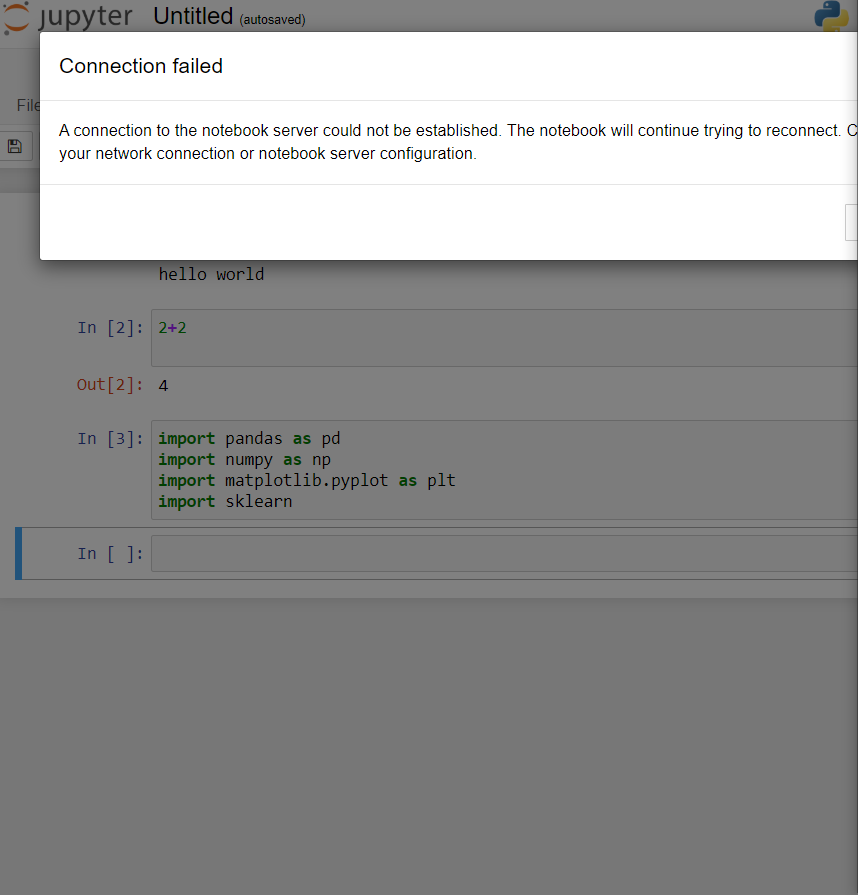 jupyter Untitled (autosaved)
Connection failed
File
A connection to the notebook server could not be established. The notebook will continue trying to reconnect. C
your network connection or notebook server configuration.
hello world
In [2]: 2+2
Out[2]: 4
In [3]: import pandas as pd
import numpy as np
import matplotlib.pyplot as plt
import sklearn
In [ ]: